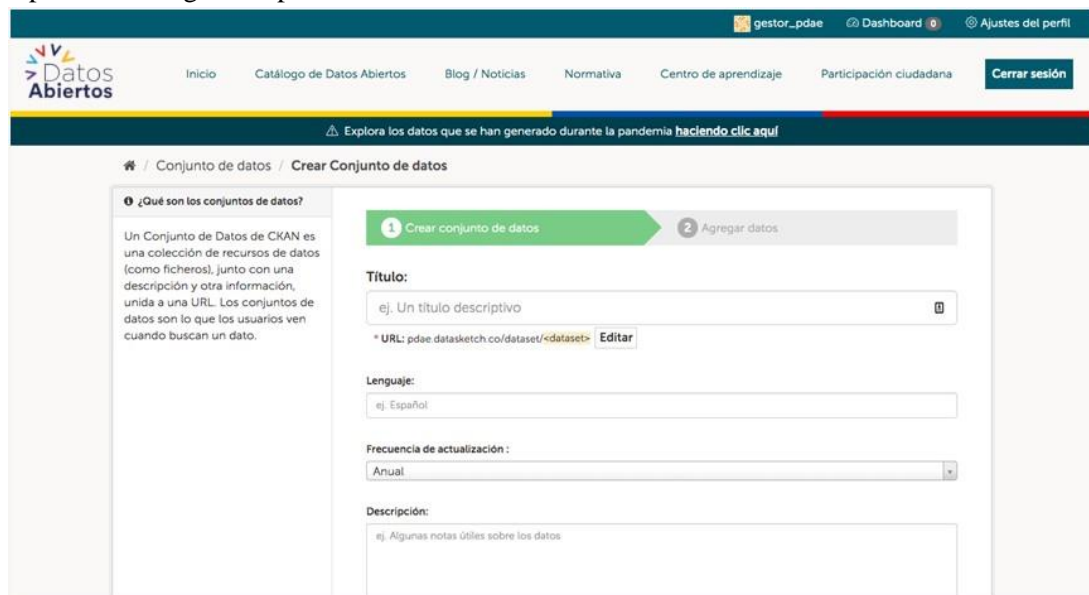 gestor_pdae Dashboard 0 Ajustes del perfil
Datos
Abiertos
Inicio Catálogo de Datos Abiertos Blog / Noticias Normativa Centro de aprendizaje Participación ciudadana Cerrar sesión
Explora los datos que se han generado durante la pandemia haciendo clic aquí
/ Conjunto de datos / Crear Conjunto de datos
¿Qué son los conjuntos de datos?
Un Conjunto de Datos de CKAN es
una colección de recursos de datos
(como ficheros), junto con una
descripción y otra información,
unida a una URL. Los conjuntos de
datos son lo que los usuarios ven
cuando buscan un dato.
1 Crear conjunto de datos 2 Agregar datos
Título:
ej. Un título descriptivo
* URL: pdae.datasketch.co/dataset/<dataset> Editar
Lenguaje:
ej. Español
Frecuencia de actualización :
Anual
Descripción:
ej. Algunas notas útiles sobre los datos